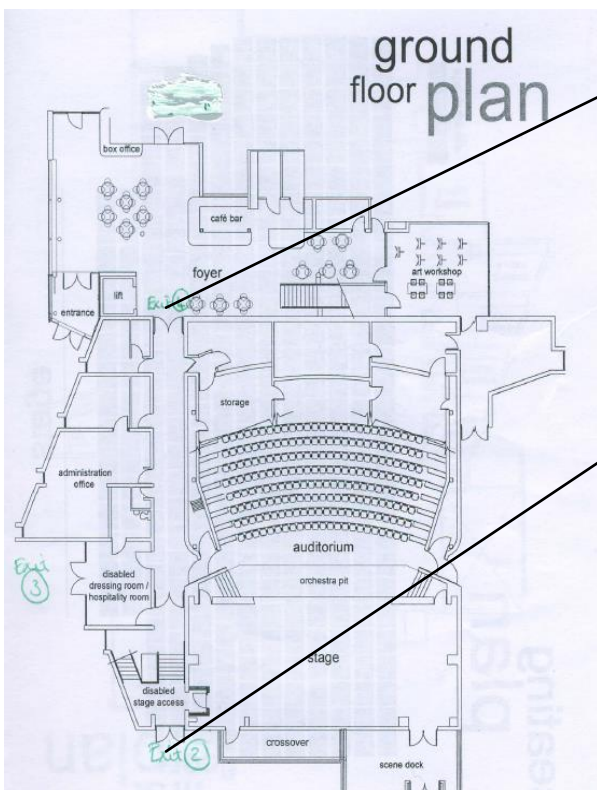 ground
floor plan
box office
café bar
foyer
art workshop
lift
Exit
entrance
storage
administration
office
auditorium
Exit
3
disabled
dressing room /
hospitality room
orchestra pit
stage
disabled
stage access
Exit 2
crossover
scene dock